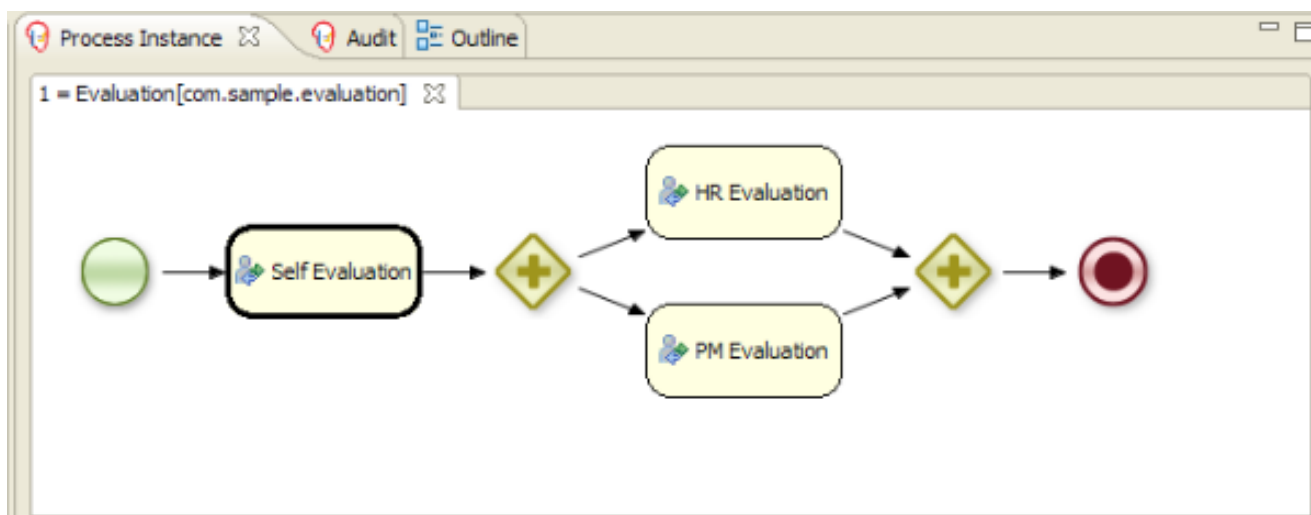 Process Instance Audit Outline
1 = Evaluation[com.sample.evaluation]
HR Evaluation
Self Evaluation
PM Evaluation